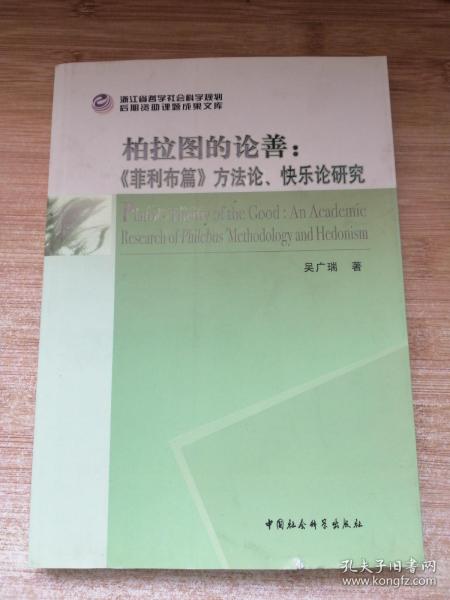 浙江省哲学社会科学规划
后期资助课题成果文库
柏拉图的论善：
《菲利布篇》方法论、快乐论研究
of the Good: An Academic
Research of Philebus' Methodology and Hedonism
吴广瑞 著
中国社会科学出版社
孔夫子旧书网
www.kongfz.com